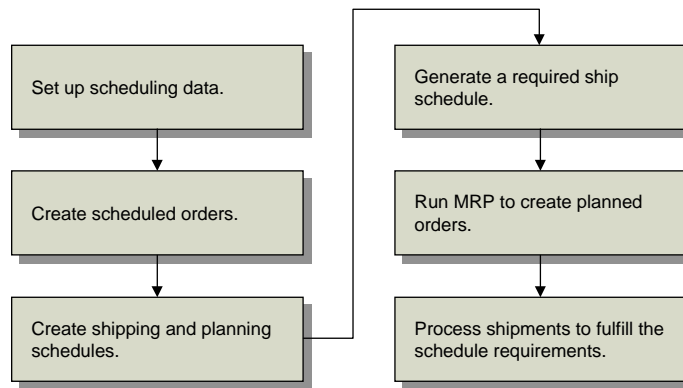 Set up scheduling data.
Create scheduled orders.
Create shipping and planning
schedules.
Generate a required ship
schedule.
Run MRP to create planned
orders.
Process shipments to fulfill the
schedule requirements.